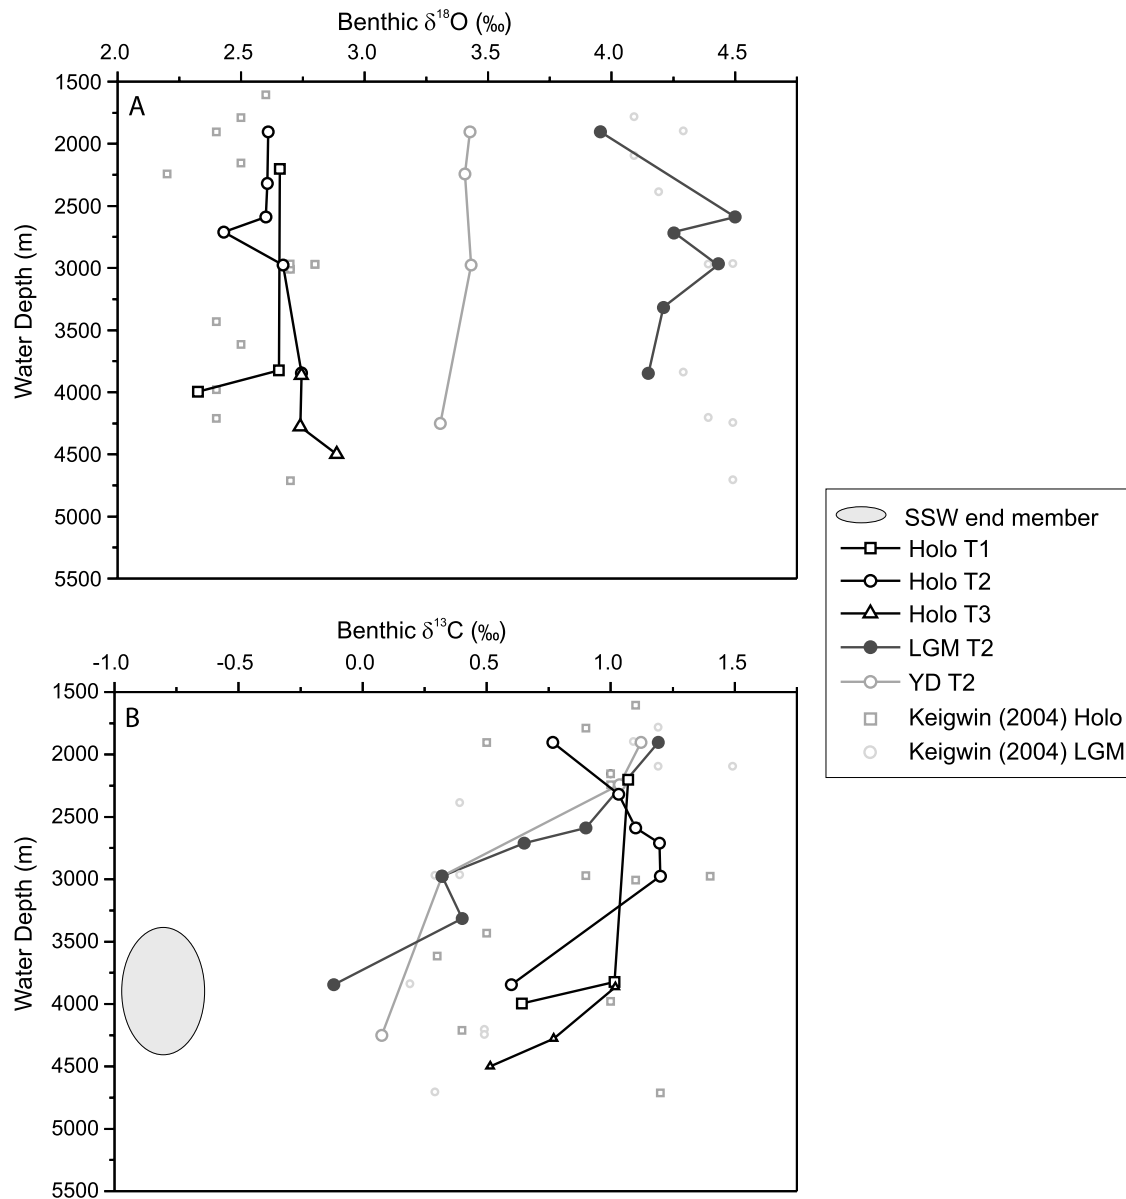 Benthic δ18O (‰)
2.0 2.5 3.0 3.5 4.0 4.5
A
1500
2000
2500
3000
3500
4000
4500
5000
5500
Water Depth (m)
SSW end member
Holo T1
Holo T2
Holo T3
LGM T2
YD T2
Keigwin (2004) Holo
Keigwin (2004) LGM
Benthic δ13C (‰)
-1.0 -0.5 0.0 0.5 1.0 1.5
B
1500
2000
2500
3000
3500
4000
4500
5000
5500
Water Depth (m)